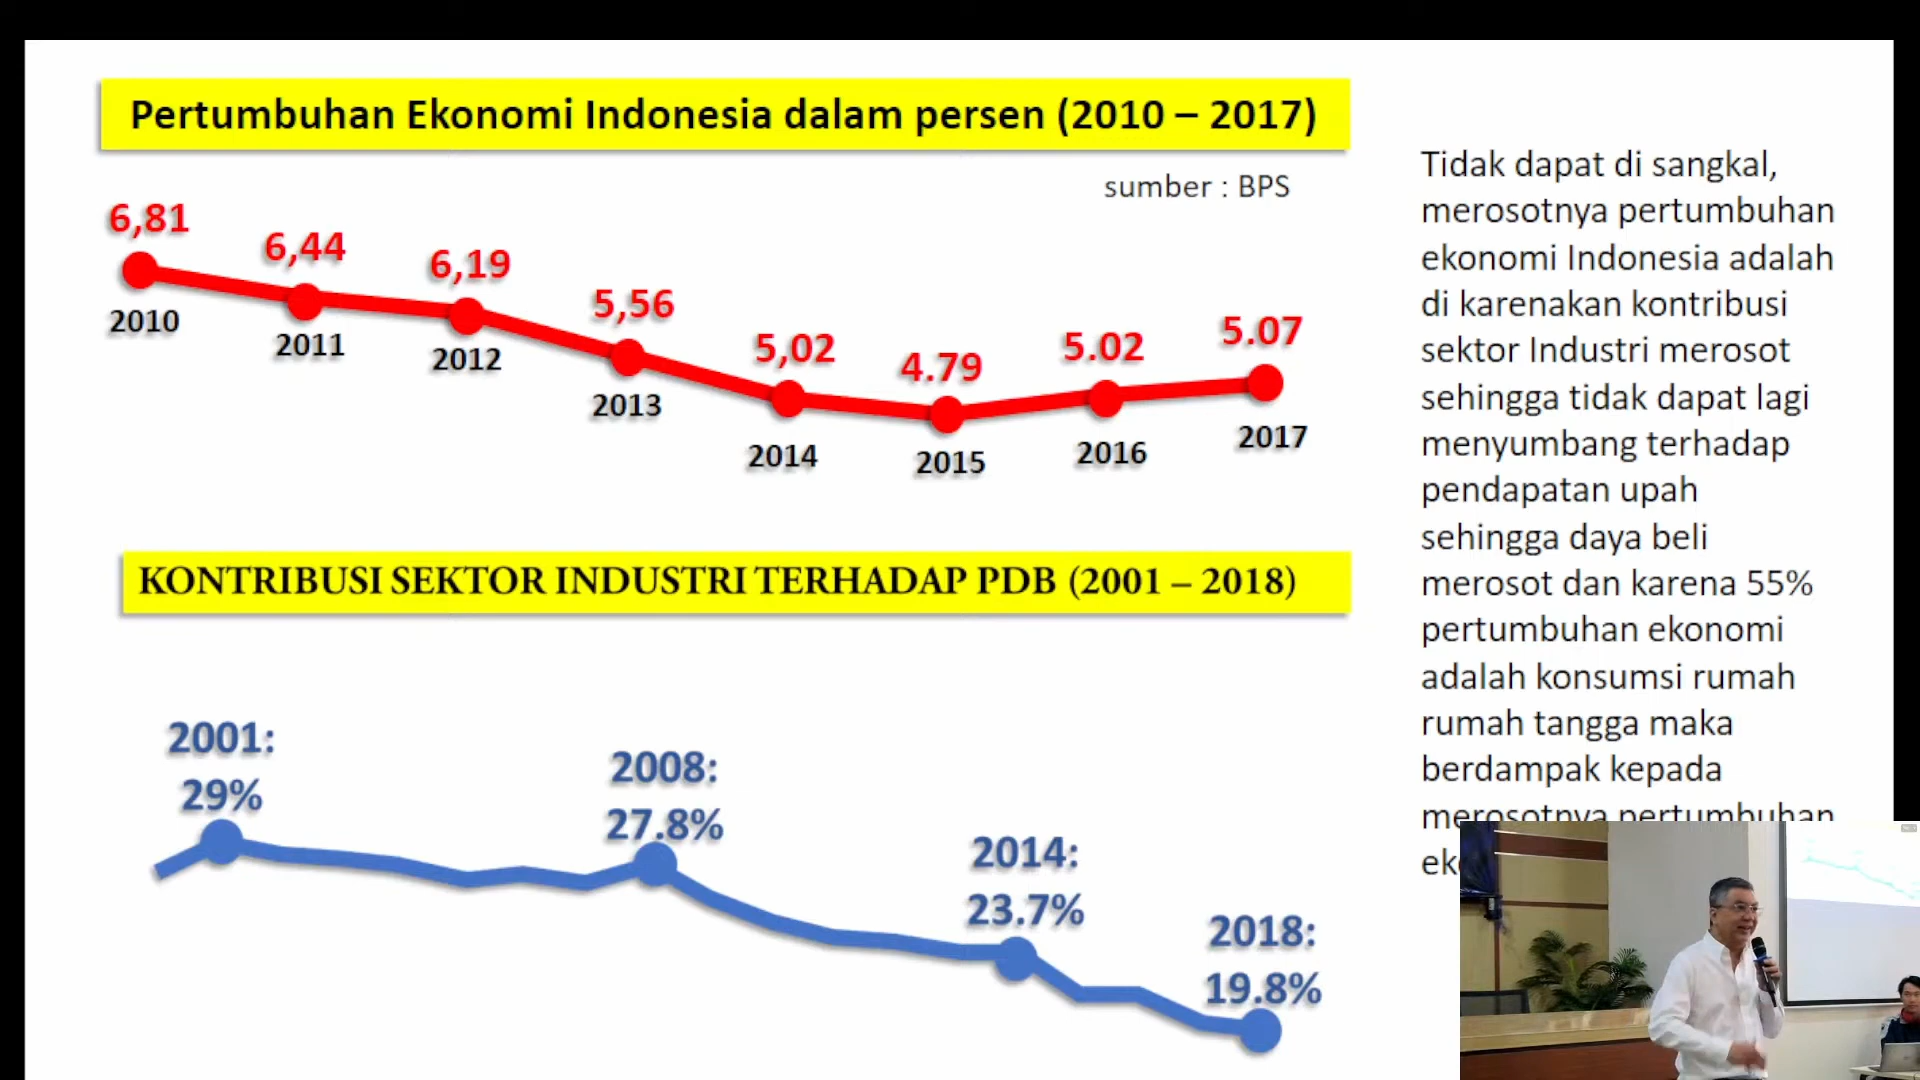 Pertumbuhan Ekonomi Indonesia dalam persen (2010 – 2017)
sumber : BPS
6,81
6,44
6,19
5,56
5,02
4.79
5.02
5.07
2010
2011
2012
2013
2014
2015
2016
2017
KONTRIBUSI SEKTOR INDUSTRI TERHADAP PDB (2001 – 2018)
2001:
29%
2008:
27.8%
2014:
23.7%
2018:
19.8%
Tidak dapat di sangkal,
merosotnya pertumbuhan
ekonomi Indonesia adalah
di karenakan kontribusi
sektor Industri merosot
sehingga tidak dapat lagi
menyumbang terhadap
pendapatan upah
sehingga daya beli
merosot dan karena 55%
pertumbuhan ekonomi
adalah konsumsi rumah
rumah tangga maka
berdampak kepada
merosotnya pertumbuhan